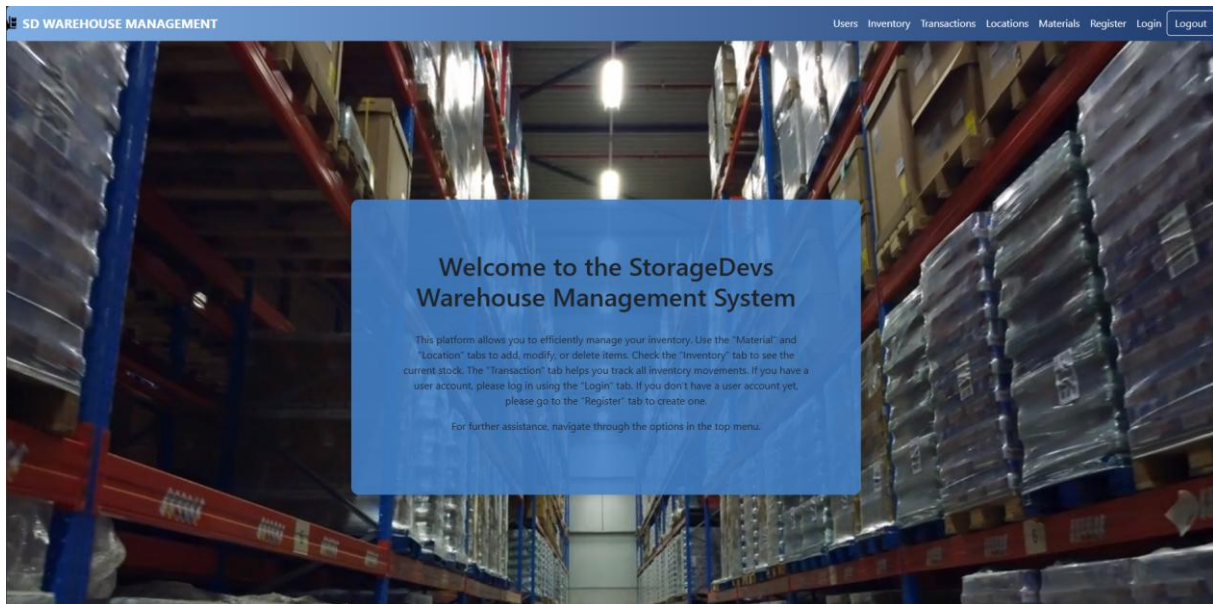 SD WAREHOUSE MANAGEMENT
Users Inventory Transactions Locations Materials Register Login Logout
Welcome to the StorageDevs
Warehouse Management System
This platform allows you to efficiently manage your inventory. Use the "Material" and
"Location" tabs to add, modify, or delete items. Check the "Inventory" tab to see the
current stock. The "Transaction" tab helps you track all inventory movements. If you have a
user account, please log in using the "Login" tab. If you don't have a user account yet,
please go to the "Register" tab to create one.
For further assistance, navigate through the options in the top menu.